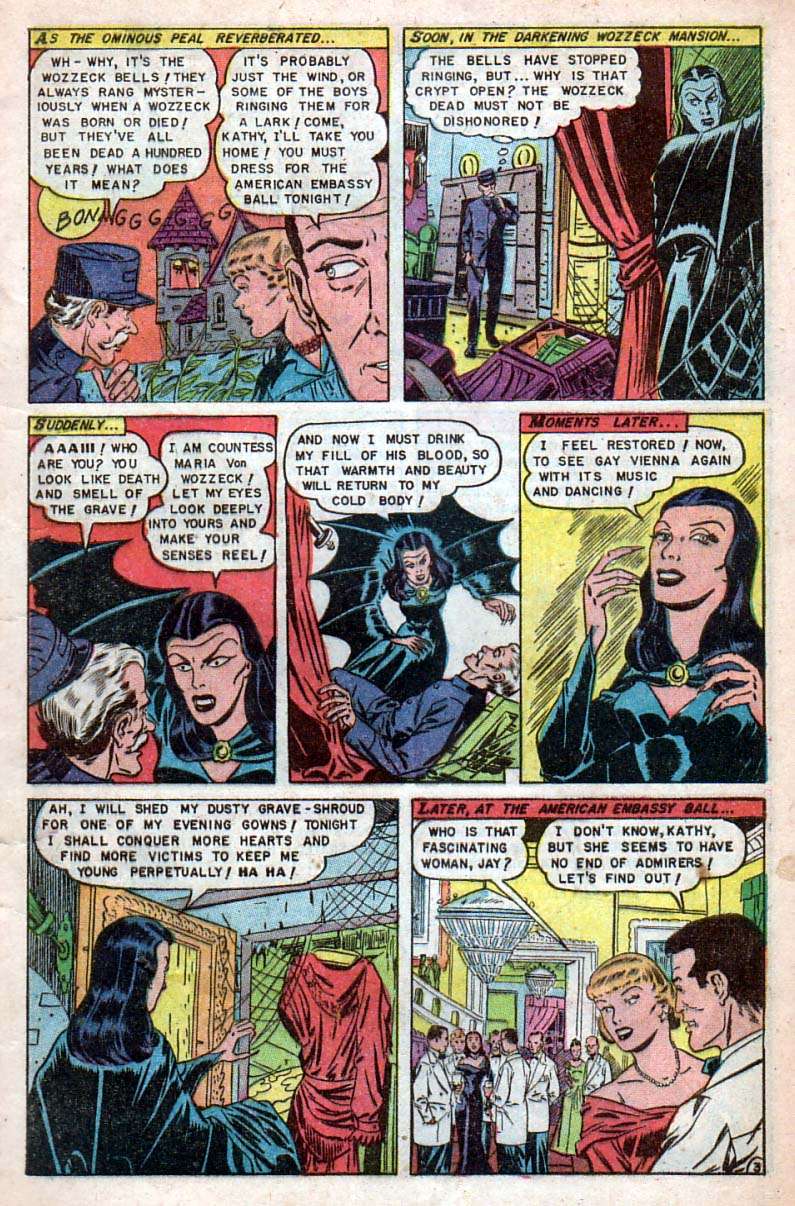 AS THE OMINOUS PEAL REVERBERATED...
WH-WHY, IT'S THE
WOZZECK BELLS! THEY
ALWAYS RANG MYSTER-
IOUSLY WHEN A WOZZECK
WAS BORN OR DIED!
BUT THEY'VE ALL
BEEN DEAD A HUNDRED
YEARS! WHAT DOES
IT MEAN?
IT'S PROBABLY
JUST THE WIND, OR
SOME OF THE BOYS
RINGING THEM FOR
A LARK! COME,
KATHY, I'LL TAKE YOU
HOME! YOU MUST
DRESS FOR THE
AMERICAN EMBASSY
BALL TONIGHT!
BONGGGGGGG
SOON, IN THE DARKENING WOZZECK MANSION...
THE BELLS HAVE STOPPED
RINGING, BUT... WHY IS THAT
CRYPT OPEN? THE WOZZECK
DEAD MUST NOT BE
DISHONORED!
SUDDENLY...
AAAIII! WHO
ARE YOU? YOU
LOOK LIKE DEATH
AND SMELL OF
THE GRAVE!
I AM COUNTESS
MARIA Von
WOZZECK!
LET MY EYES
LOOK DEEPLY
INTO YOURS AND
MAKE YOUR
SENSES REEL!
AND NOW I MUST DRINK
MY FILL OF HIS BLOOD, SO
THAT WARMTH AND BEAUTY
WILL RETURN TO MY
COLD BODY!
MOMENTS LATER...
I FEEL RESTORED! NOW,
TO SEE GAY VIENNA AGAIN
WITH ITS MUSIC
AND DANCING!
AH, I WILL SHED MY DUSTY GRAVE-SHROUD
FOR ONE OF MY EVENING GOWNS! TONIGHT
I SHALL CONQUER MORE HEARTS AND
FIND MORE VICTIMS TO KEEP ME
YOUNG PERPETUALLY! HA HA!
LATER, AT THE AMERICAN EMBASSY BALL...
WHO IS THAT
FASCINATING
WOMAN, JAY?
I DON'T KNOW, KATHY,
BUT SHE SEEMS TO HAVE
NO END OF ADMIRERS!
LET'S FIND OUT!
3